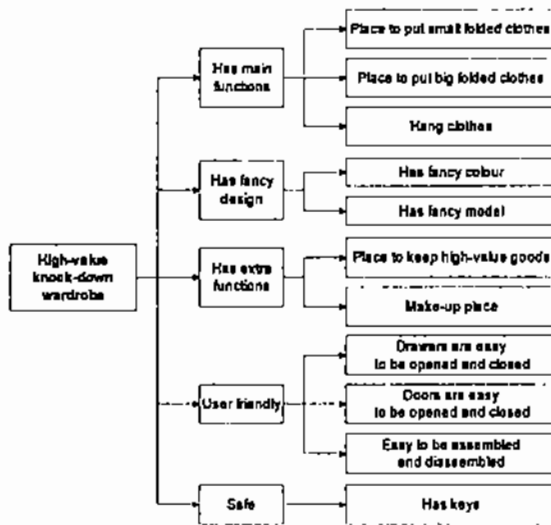 Place to put small folded clothes
Has main
functions
Place to put big folded clothes
Hang clothes
Has fancy
design
Has fancy colour
Has fancy model
High-value
knock-down
wardrobe
Has extra
functions
Place to keep high-value goods
Make-up place
User friendly
Drawers are easy
to be opened and closed
Doors are easy
to be opened and closed
Easy to be assembled
and disassembled
Safe
Has keys